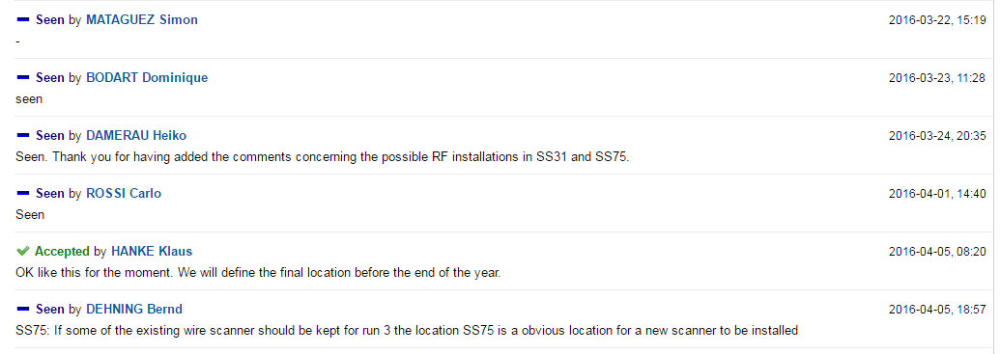 Seen by MATAGUEZ Simon 2016-03-22, 15:19
-
Seen by BODART Dominique 2016-03-23, 11:28
seen
Seen by DAMERAU Heiko 2016-03-24, 20:35
Seen. Thank you for having added the comments concerning the possible RF installations in SS31 and SS75.
Seen by ROSSI Carlo 2016-04-01, 14:40
Seen
Accepted by HANKE Klaus 2016-04-05, 08:20
OK like this for the moment. We will define the final location before the end of the year.
Seen by DEHNING Bernd 2016-04-05, 18:57
SS75: If some of the existing wire scanner should be kept for run 3 the location SS75 is a obvious location for a new scanner to be installed